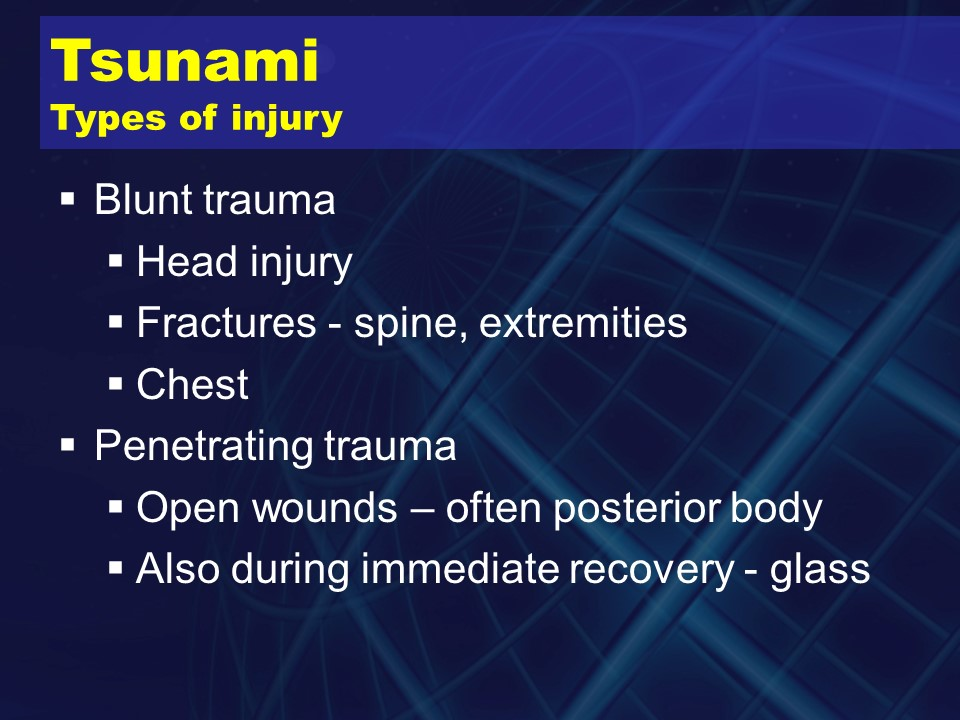 Tsunami
Types of injury
▪ Blunt trauma
▪ Head injury
▪ Fractures - spine, extremities
▪ Chest
▪ Penetrating trauma
▪ Open wounds – often posterior body
▪ Also during immediate recovery - glass